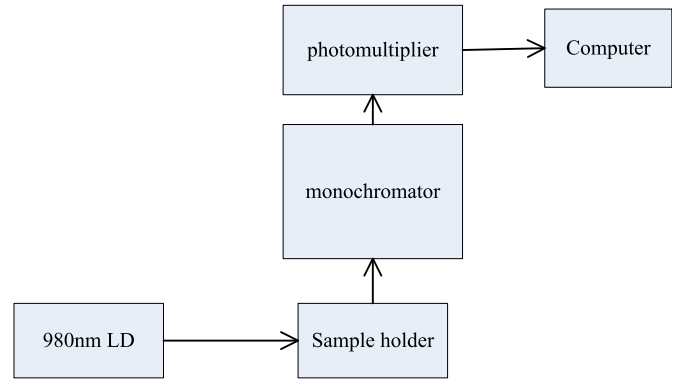 photomultiplier
Computer
monochromator
980nm LD
Sample holder